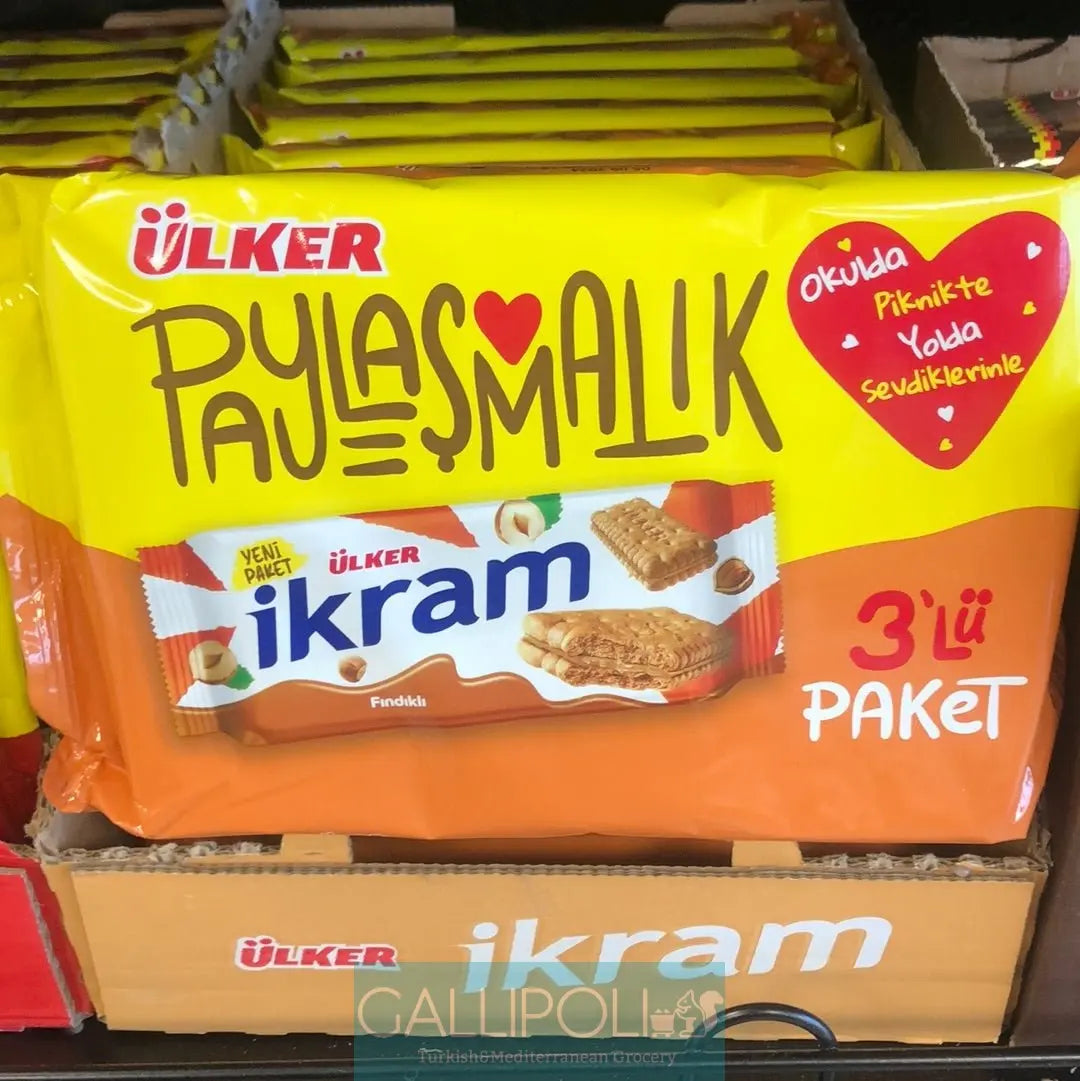 ÜLKER
PAYLAŞMALIK
Okulda
Piknikte
Yolda
Sevdiklerinle
YENİ
PAKET
ÜLKER
ikram
Fındıklı
3'LÜ
PAKET
ÜLKER ikram
GALLIPOLI
Turkish&Mediterranean Grocery